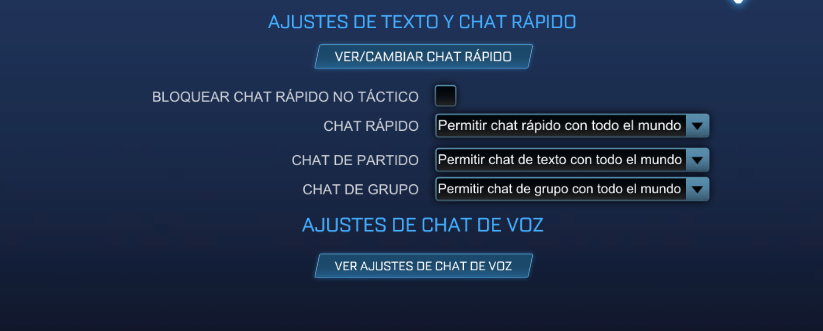 AJUSTES DE TEXTO Y CHAT RÁPIDO
VER/CAMBIAR CHAT RÁPIDO
BLOQUEAR CHAT RÁPIDO NO TÁCTICO
CHAT RÁPIDO Permitir chat rápido con todo el mundo
CHAT DE PARTIDO Permitir chat de texto con todo el mundo
CHAT DE GRUPO Permitir chat de grupo con todo el mundo
AJUSTES DE CHAT DE VOZ
VER AJUSTES DE CHAT DE VOZ